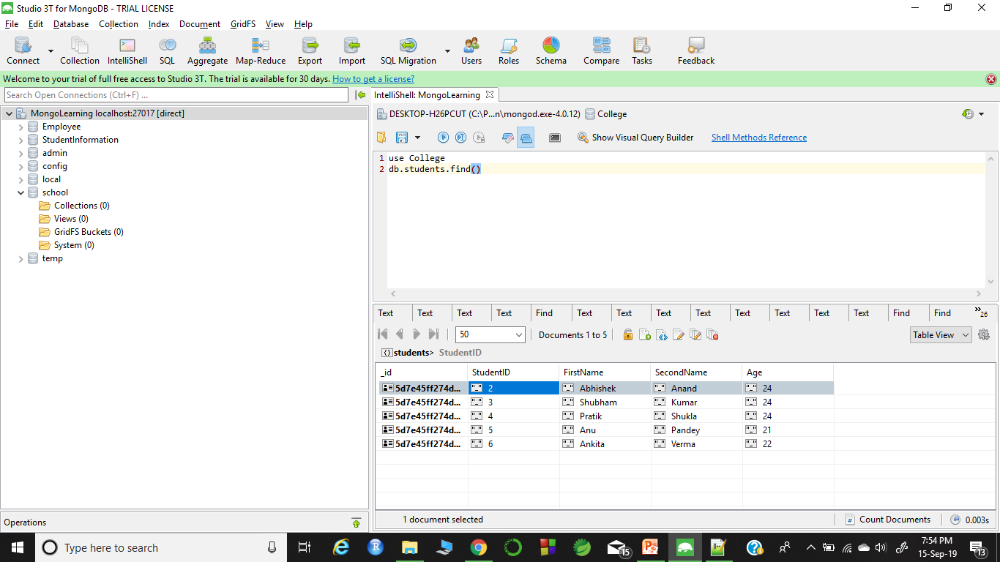 Studio 3T for MongoDB - TRIAL LICENSE
File Edit Database Collection Index Document GridFS View Help
Connect Collection IntelliShell SQL Aggregate Map-Reduce Export Import SQL Migration Users Roles Schema Compare Tasks Feedback
Welcome to your trial of full free access to Studio 3T. The trial is available for 30 days. How to get a license?
Search Open Connections (Ctrl+F) ...
MongoLearning localhost:27017 [direct]
Employee
StudentInformation
admin
config
local
school
Collections (0)
Views (0)
GridFS Buckets (0)
System (0)
temp
Operations
IntelliShell: MongoLearning
DESKTOP-H26PCUT (C:\P...n\mongod.exe-4.0.12) College
Show Visual Query Builder Shell Methods Reference
1 use College
2 db.students.find()
Text Text Text Text Find Text Text Text Text Text Text Text Text Find Find » 26
50 Documents 1 to 5 Table View
students> StudentID
_id StudentID FirstName SecondName Age
5d7e45ff274d... 2 Abhishek Anand 24
5d7e45ff274d... 3 Shubham Kumar 24
5d7e45ff274d... 4 Pratik Shukla 24
5d7e45ff274d... 5 Anu Pandey 21
5d7e45ff274d... 6 Ankita Verma 22
1 document selected Count Documents 0.003s
Type here to search 15 7:54 PM
15-Sep-19 13